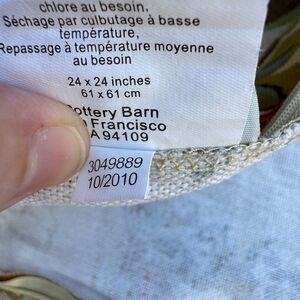 chlore au besoin,
Séchage par culbutage à basse
température,
Repassage à température moyenne
au besoin
24 x 24 inches
61 x 61 cm
Pottery Barn
Francisco
94109
3049889
10/2010